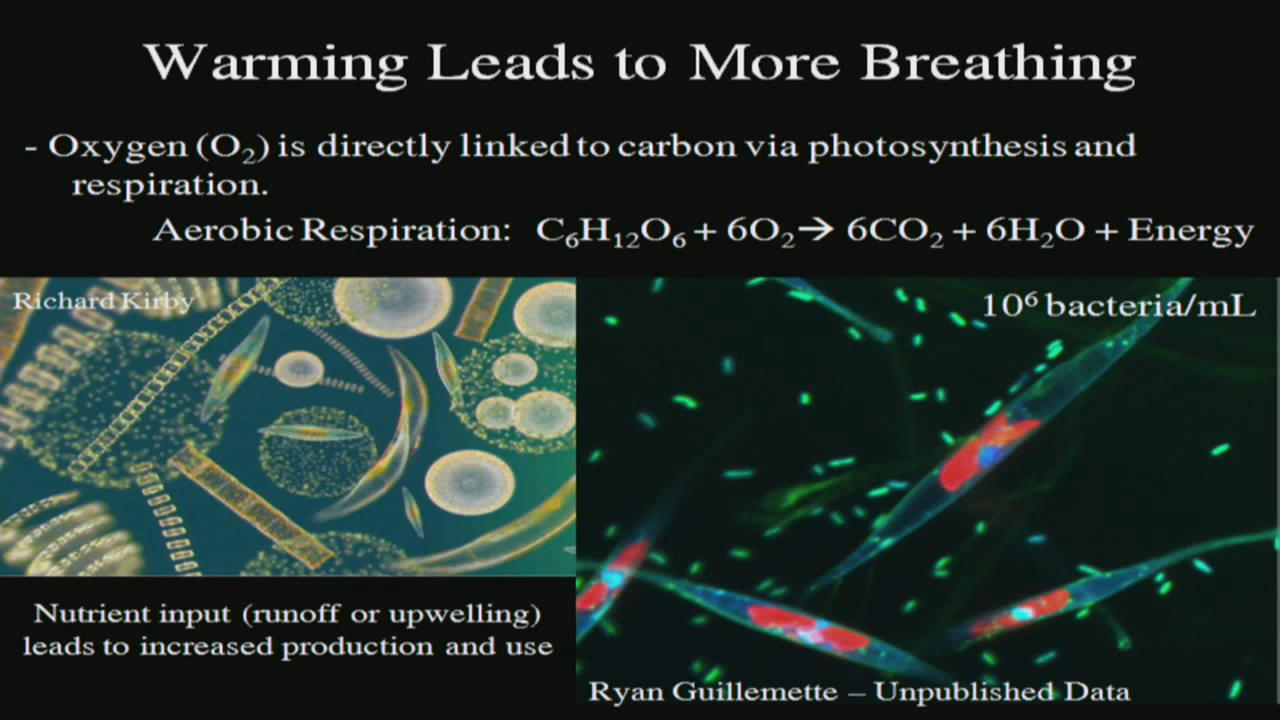 Warming Leads to More Breathing
- Oxygen (O₂) is directly linked to carbon via photosynthesis and
respiration.
Aerobic Respiration: C₆H₁₂O₆ + 6O₂→ 6CO₂ + 6H₂O + Energy
Richard Kirby
10⁶ bacteria/mL
Nutrient input (runoff or upwelling)
leads to increased production and use
Ryan Guillemette – Unpublished Data